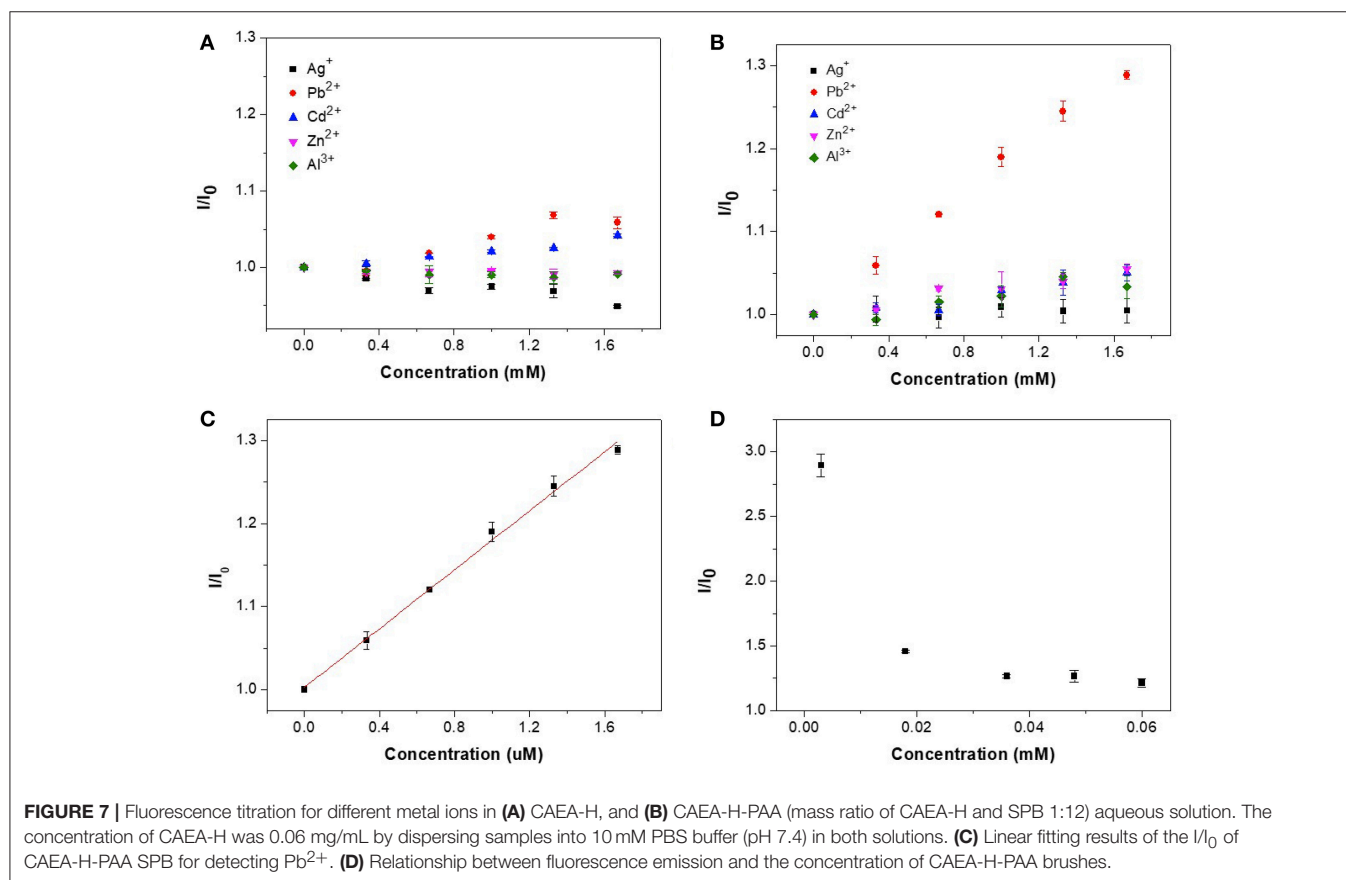 A
1.3
1.2
1.1
1.0
I/I0
Ag+
Pb2+
Cd2+
Zn2+
Al3+
0.0 0.4 0.8 1.2 1.6
Concentration (mM)
B
1.3
1.2
1.1
1.0
I/I0
Ag+
Pb2+
Cd2+
Zn2+
Al3+
0.0 0.4 0.8 1.2 1.6
Concentration (mM)
C
1.3
1.2
1.1
1.0
I/I0
0.0 0.4 0.8 1.2 1.6
Concentration (uM)
D
3.0
2.5
2.0
1.5
1.0
I/I0
0.00 0.02 0.04 0.06
Concentration (mM)
FIGURE 7 | Fluorescence titration for different metal ions in (A) CAEA-H, and (B) CAEA-H-PAA (mass ratio of CAEA-H and SPB 1:12) aqueous solution. The
concentration of CAEA-H was 0.06 mg/mL by dispersing samples into 10 mM PBS buffer (pH 7.4) in both solutions. (C) Linear fitting results of the I/I0 of
CAEA-H-PAA SPB for detecting Pb2+. (D) Relationship between fluorescence emission and the concentration of CAEA-H-PAA brushes.